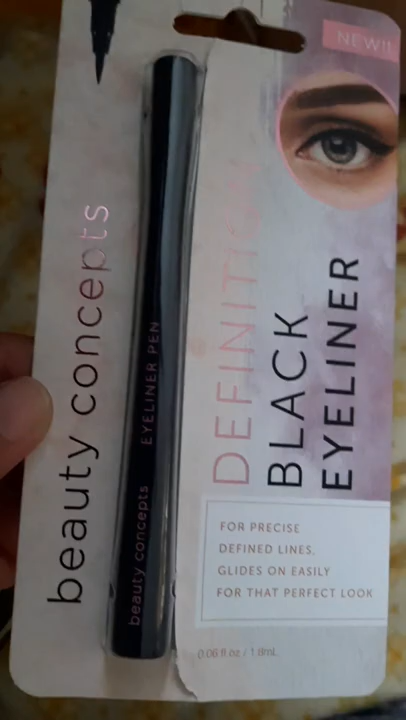 NEW!!
beauty concepts
beauty concepts EYELINER PEN
DEFINITION
BLACK
EYELINER
FOR PRECISE
DEFINED LINES.
GLIDES ON EASILY
FOR THAT PERFECT LOOK
0.06 fl oz / 1.8mL